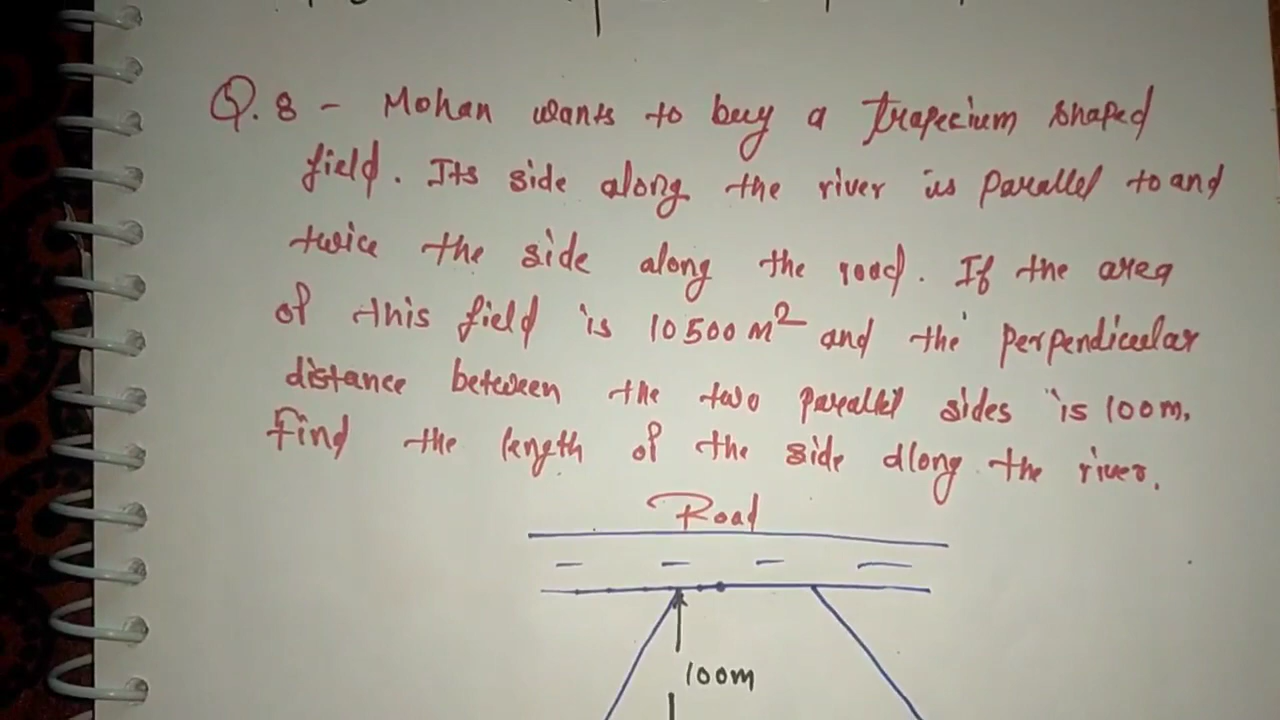 Q.8 - Mohan wants to buy a trapecium shaped
field. Its side along the river is parallel to and
twice the side along the road. If the area
of this field is 10500 m² and the perpendicular
distance between the two parallel sides is 100m.
Find the length of the side along the river.
Road
100m